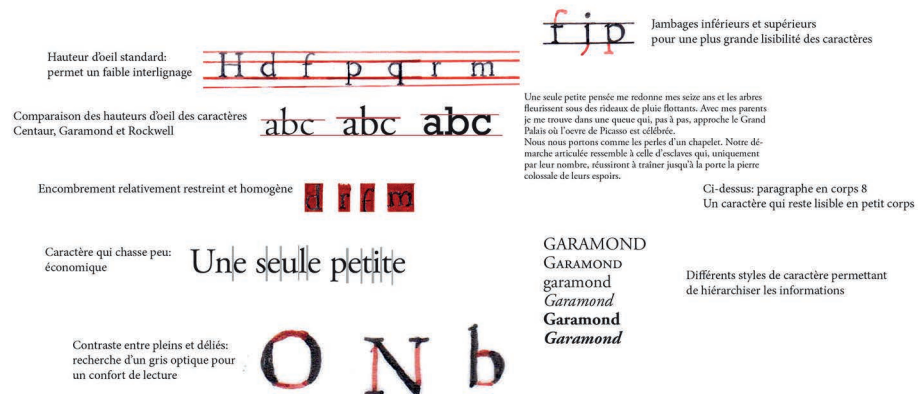 Hauteur d'oeil standard:
permet un faible interlignage
H d f p q r m
Comparaison des hauteurs d'oeil des caractères
Centaur, Garamond et Rockwell
abc abc abc
Encombrement relativement restreint et homogène
d r f m
Caractère qui chasse peu:
économique
Une seule petite
Contraste entre pleins et déliés:
recherche d'un gris optique pour
un confort de lecture
O N b
f j p
Jambages inférieurs et supérieurs
pour une plus grande lisibilité des caractères
Une seule petite pensée me redonne mes seize ans et les arbres
fleurissent sous des rideaux de pluie flottants. Avec mes parents
je me trouve dans une queue qui, pas à pas, approche le Grand
Palais où l'oevre de Picasso est célébrée.
Nous nous portons comme les perles d'un chapelet. Notre dé-
marche articulée ressemble à celle d'esclaves qui, uniquement
par leur nombre, réussiront à traîner jusqu'à la porte la pierre
colossale de leurs espoirs.
Ci-dessus: paragraphe en corps 8
Un caractère qui reste lisible en petit corps
GARAMOND
GARAMOND
garamond
Garamond
Garamond
Garamond
Différents styles de caractère permettant
de hiérarchiser les informations